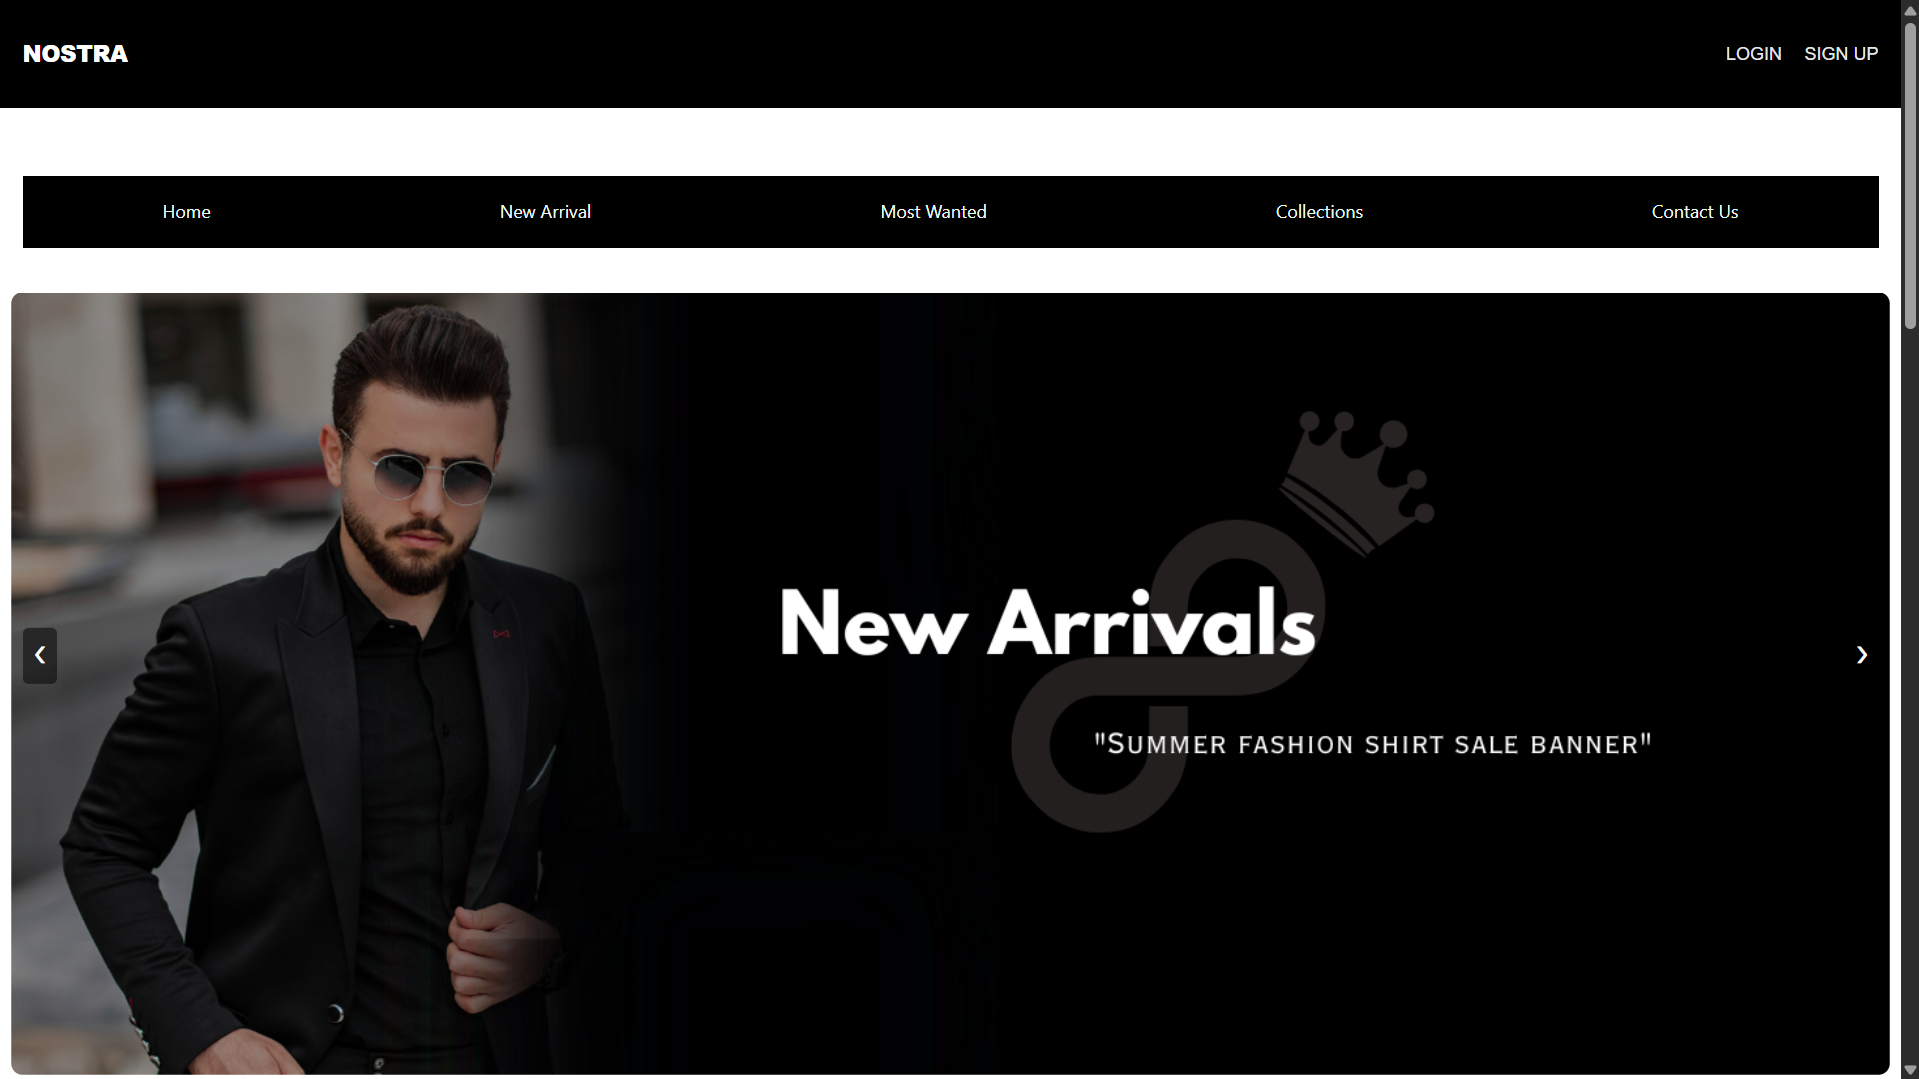 NOSTRA
LOGIN SIGN UP
Home New Arrival Most Wanted Collections Contact Us
New Arrivals
"Summer fashion shirt sale banner"